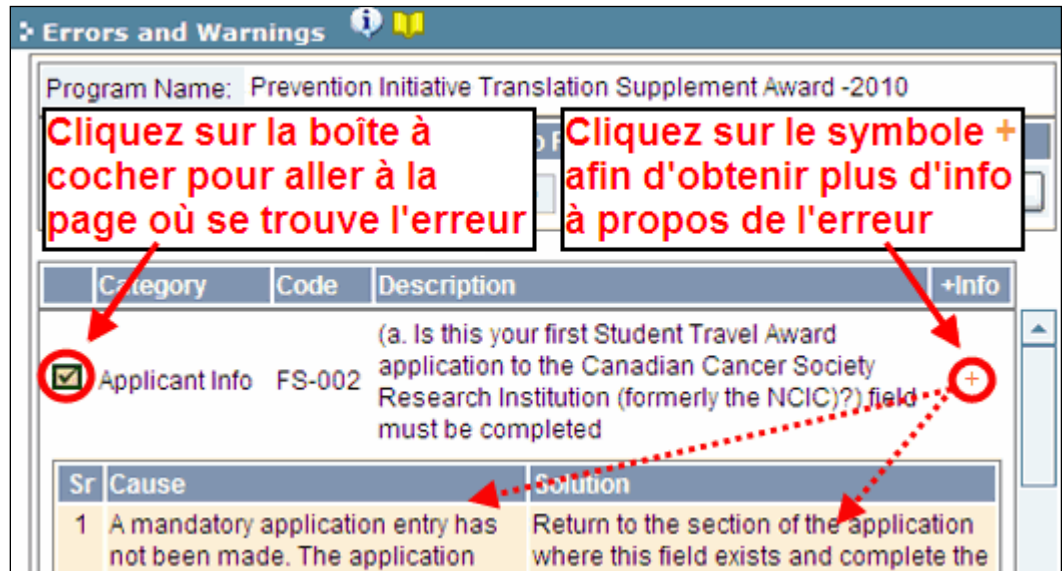 Errors and Warnings
Program Name: Prevention Initiative Translation Supplement Award -2010
Cliquez sur la boîte à
cocher pour aller à la
page où se trouve l'erreur
Cliquez sur le symbole +
afin d'obtenir plus d'info
à propos de l'erreur
Category Code Description +Info
Applicant Info FS-002 (a. Is this your first Student Travel Award
application to the Canadian Cancer Society
Research Institution (formerly the NCIC)?) field
must be completed
+
Sr Cause Solution
1 A mandatory application entry has
not been made. The application
Return to the section of the application
where this field exists and complete the